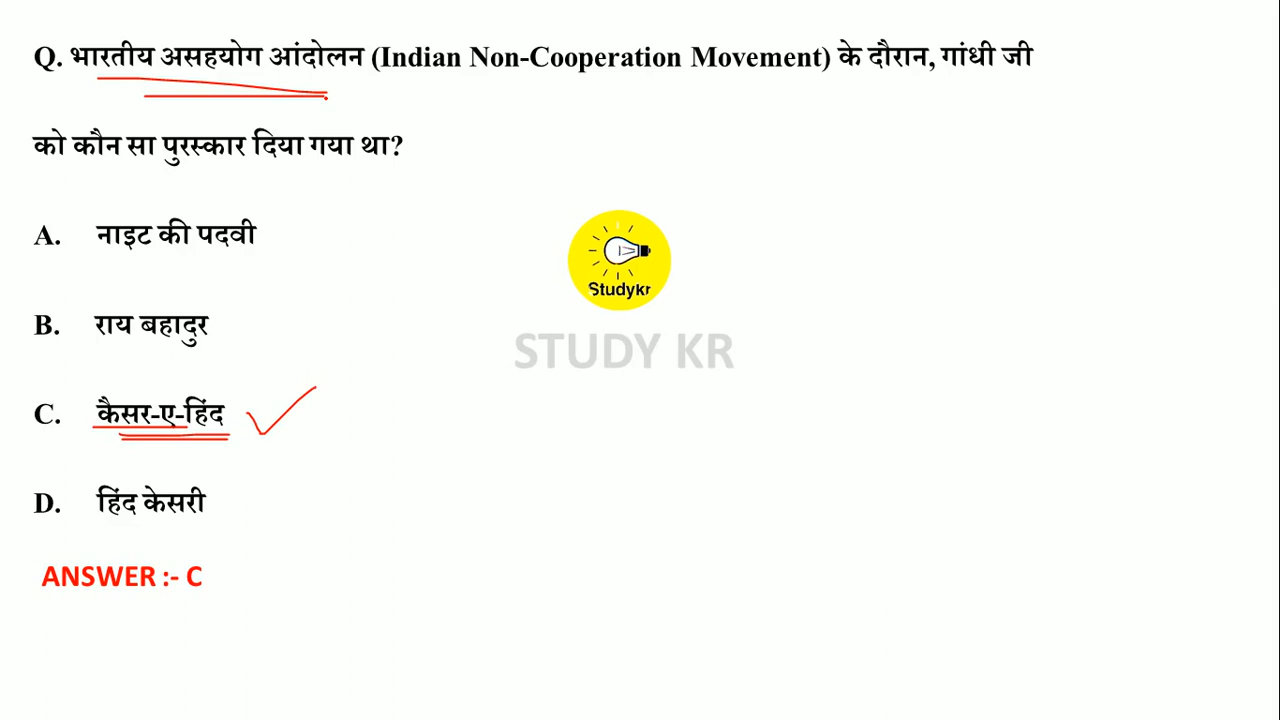 Q. भारतीय असहयोग आंदोलन (Indian Non-Cooperation Movement) के दौरान, गांधी जी
को कौन सा पुरस्कार दिया गया था?
A. नाइट की पदवी
Studykr
B. राय बहादुर
STUDY KR
C. कैसर-ए-हिंद
D. हिंद केसरी
ANSWER :- C